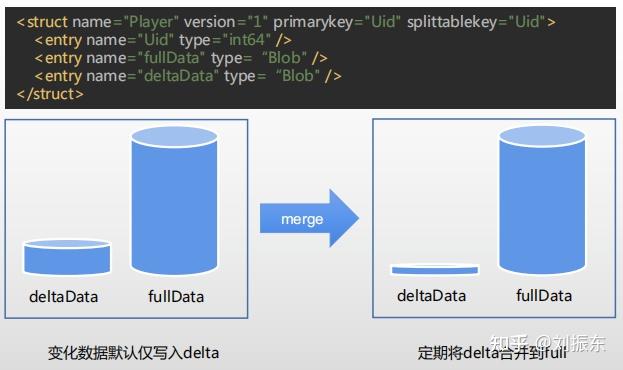 <struct name="Player" version="1" primarykey="Uid" splittablekey="Uid">
<entry name="Uid" type="int64" />
<entry name="fullData" type= “Blob" />
<entry name="deltaData" type= “Blob" />
</struct>
merge
deltaData fullData
deltaData fullData
变化数据默认仅写入delta
定期将delta合并到full
知乎 @刘振东